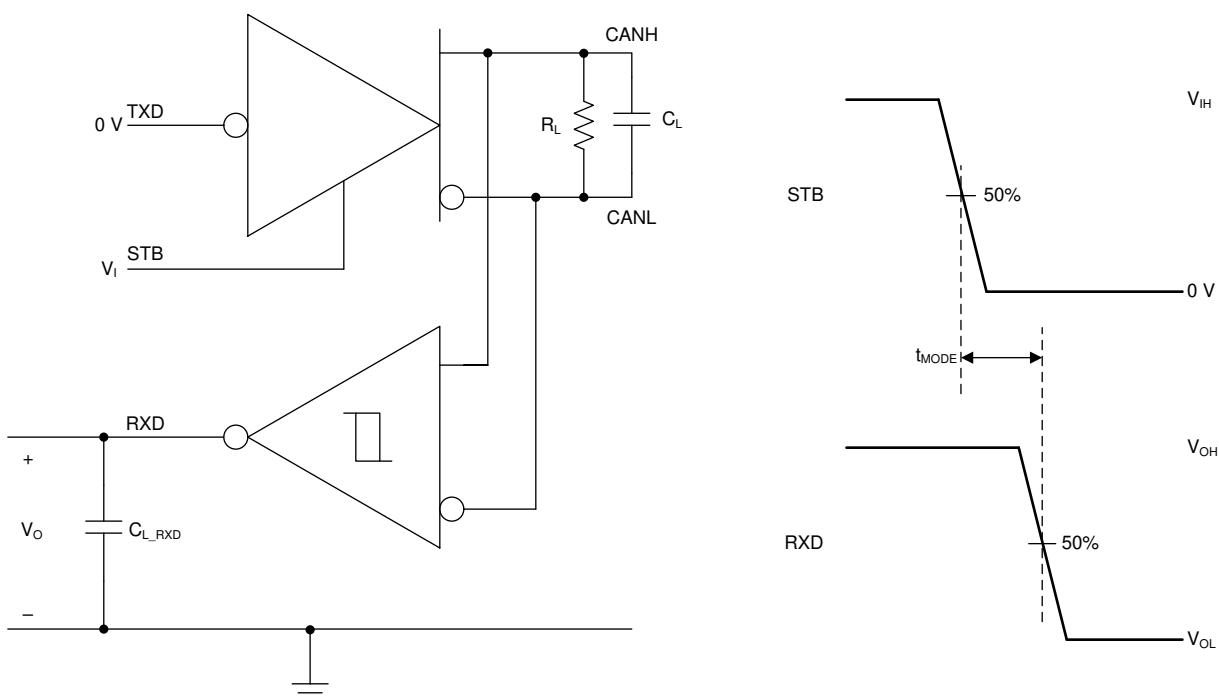 CANH
TXD
0 V
R_L
C_L
CANL
STB
V_I
RXD
+
V_O
C_L_RXD
–
V_IH
STB
50%
0 V
t_MODE
V_OH
RXD
50%
V_OL